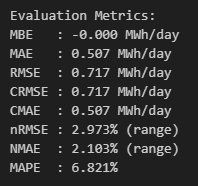 Evaluation Metrics:
MBE   : -0.000 MWh/day
MAE   : 0.507 MWh/day
RMSE  : 0.717 MWh/day
CRMSE : 0.717 MWh/day
CMAE  : 0.507 MWh/day
nRMSE : 2.973% (range)
NMAE  : 2.103% (range)
MAPE  : 6.821%